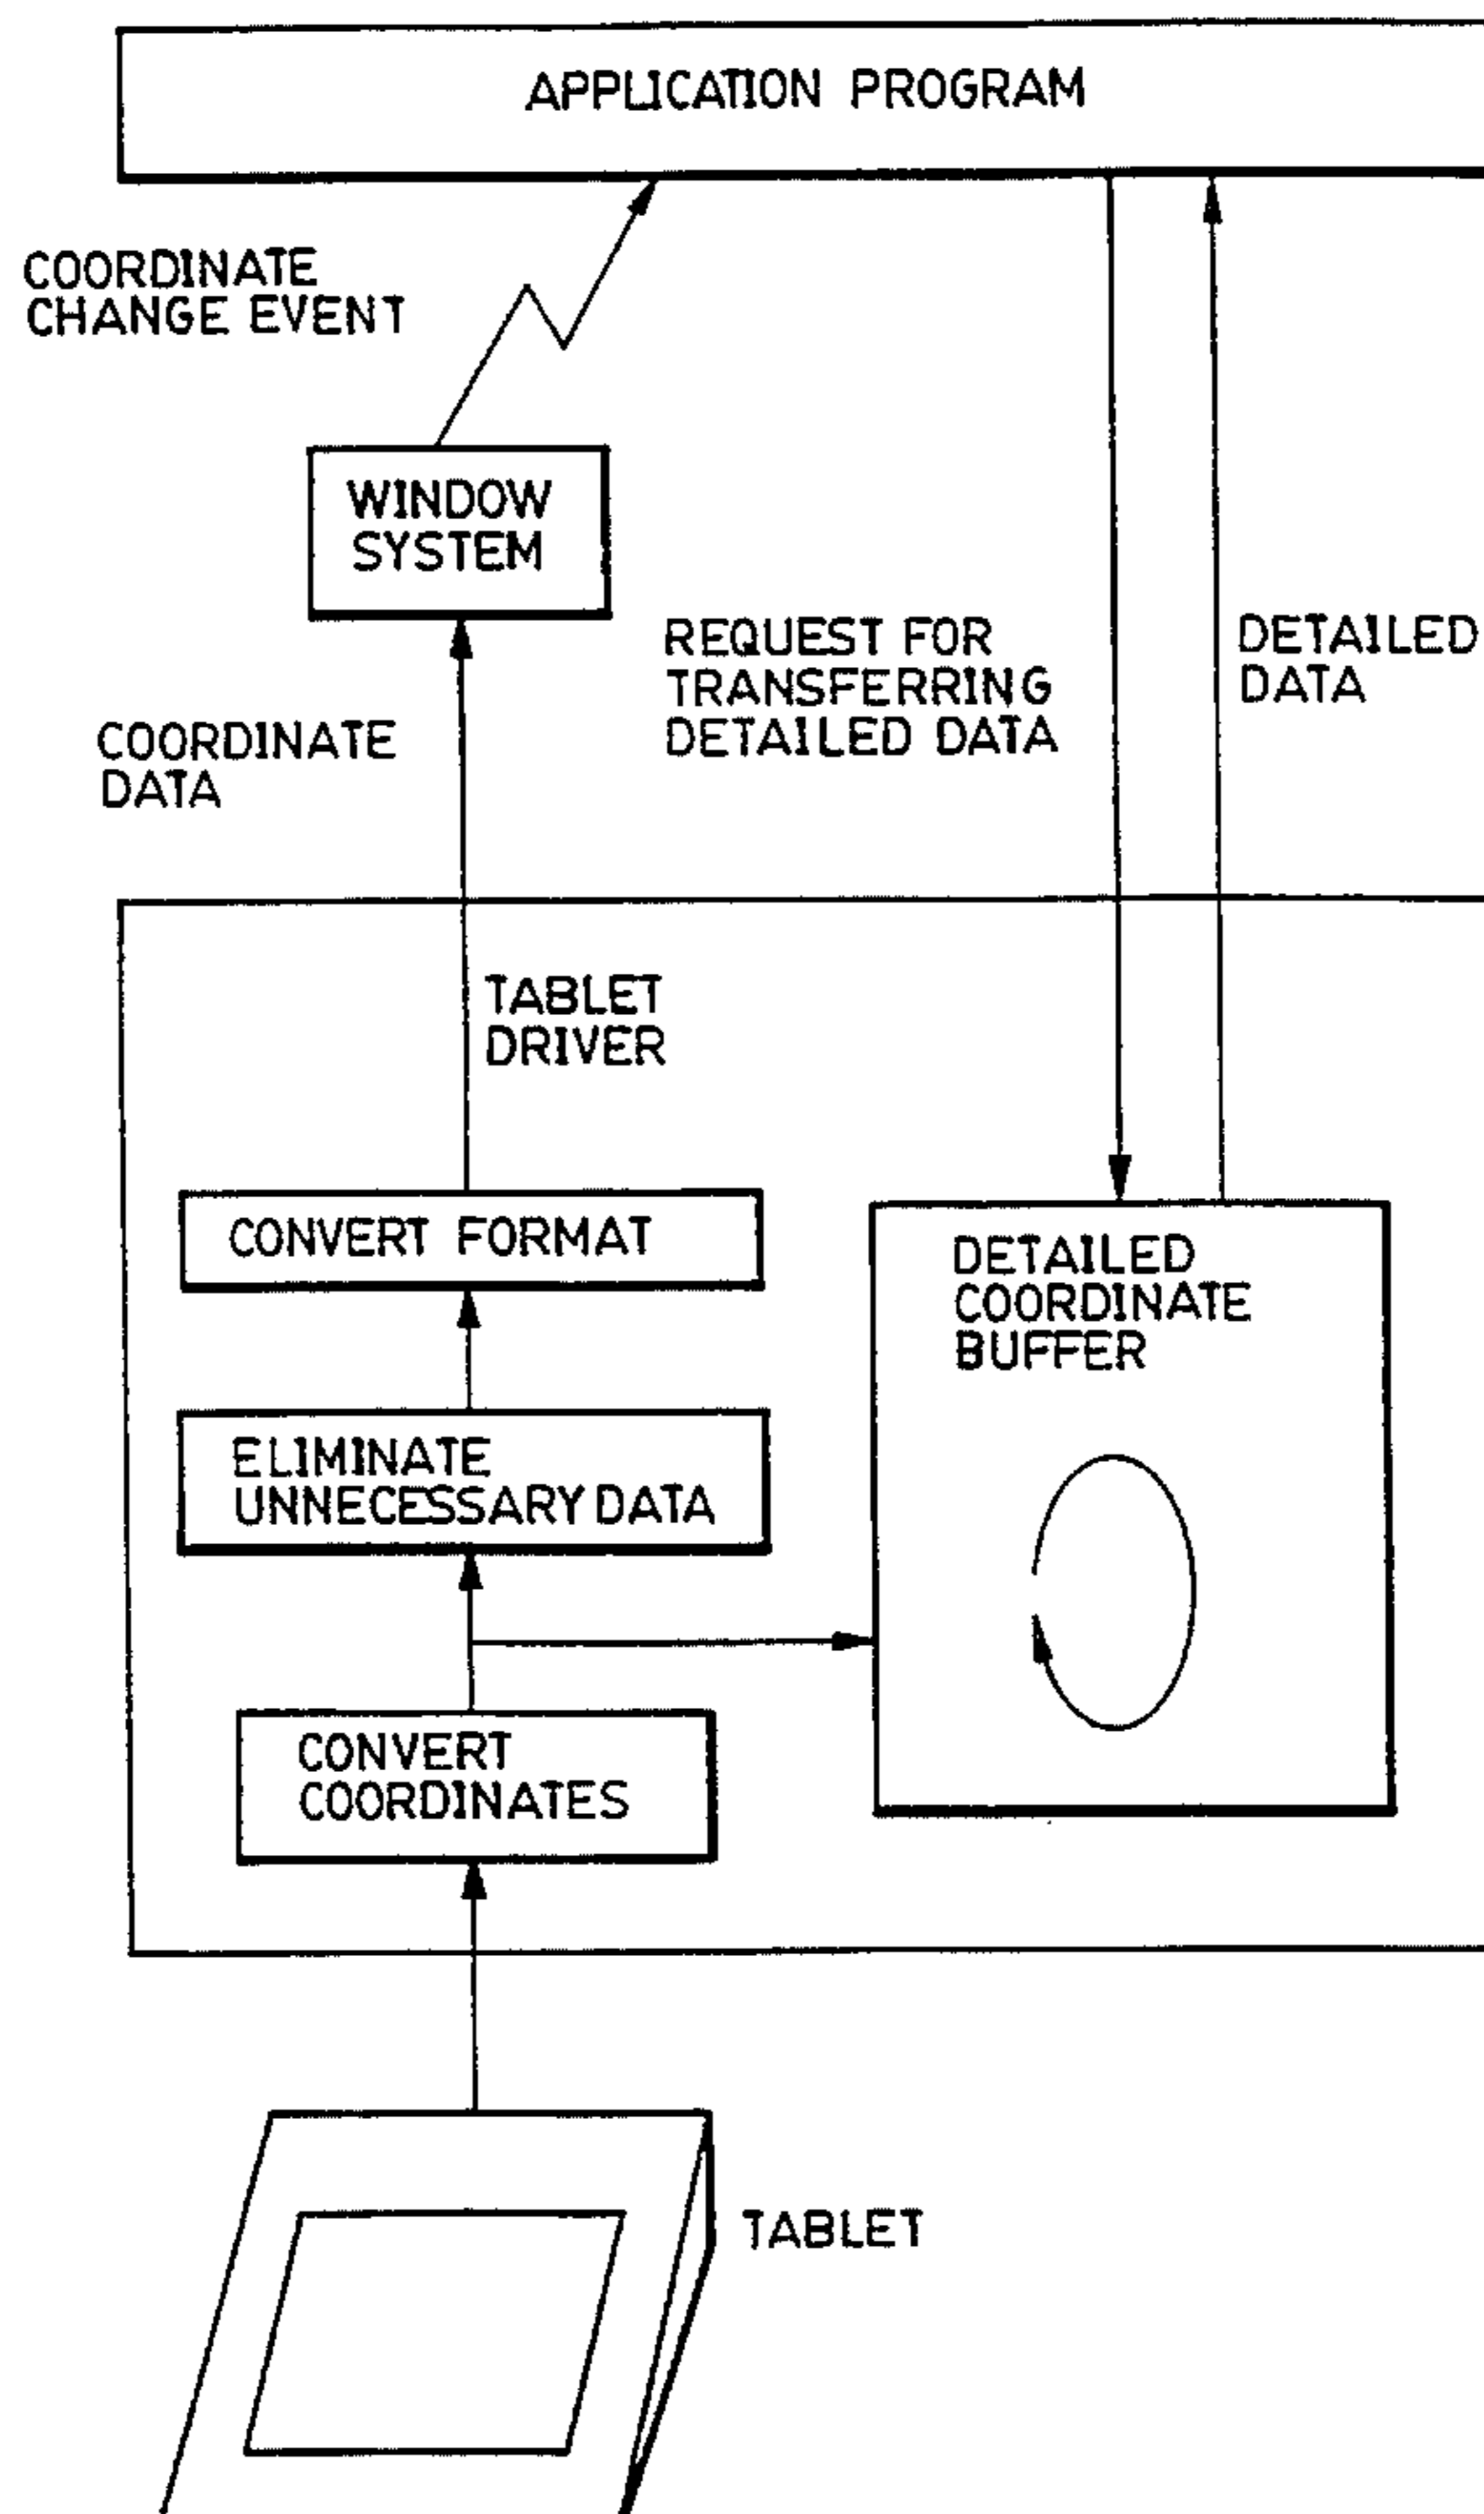 APPLICATION PROGRAM
COORDINATE
CHANGE EVENT
WINDOW
SYSTEM
REQUEST FOR
TRANSFERRING
DETAILED DATA
DETAILED
DATA
COORDINATE
DATA
TABLET
DRIVER
CONVERT FORMAT
DETAILED
COORDINATE
BUFFER
ELIMINATE
UNNECESSARY DATA
CONVERT
COORDINATES
TABLET